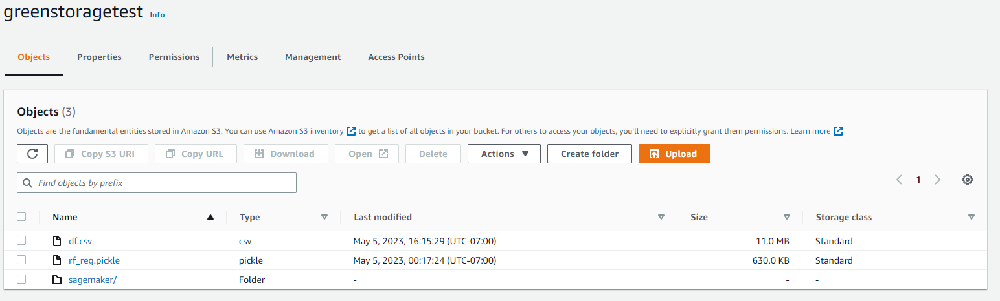 greenstoragetest Info
Objects Properties Permissions Metrics Management Access Points
Objects (3)
Objects are the fundamental entities stored in Amazon S3. You can use Amazon S3 inventory to get a list of all objects in your bucket. For others to access your objects, you'll need to explicitly grant them permissions. Learn more
Copy S3 URI Copy URL Download Open Delete Actions Create folder Upload
Find objects by prefix 1
Name Type Last modified Size Storage class
df.csv csv May 5, 2023, 16:15:29 (UTC-07:00) 11.0 MB Standard
rf_reg.pickle pickle May 5, 2023, 00:17:24 (UTC-07:00) 630.0 KB Standard
sagemaker/ Folder - - -